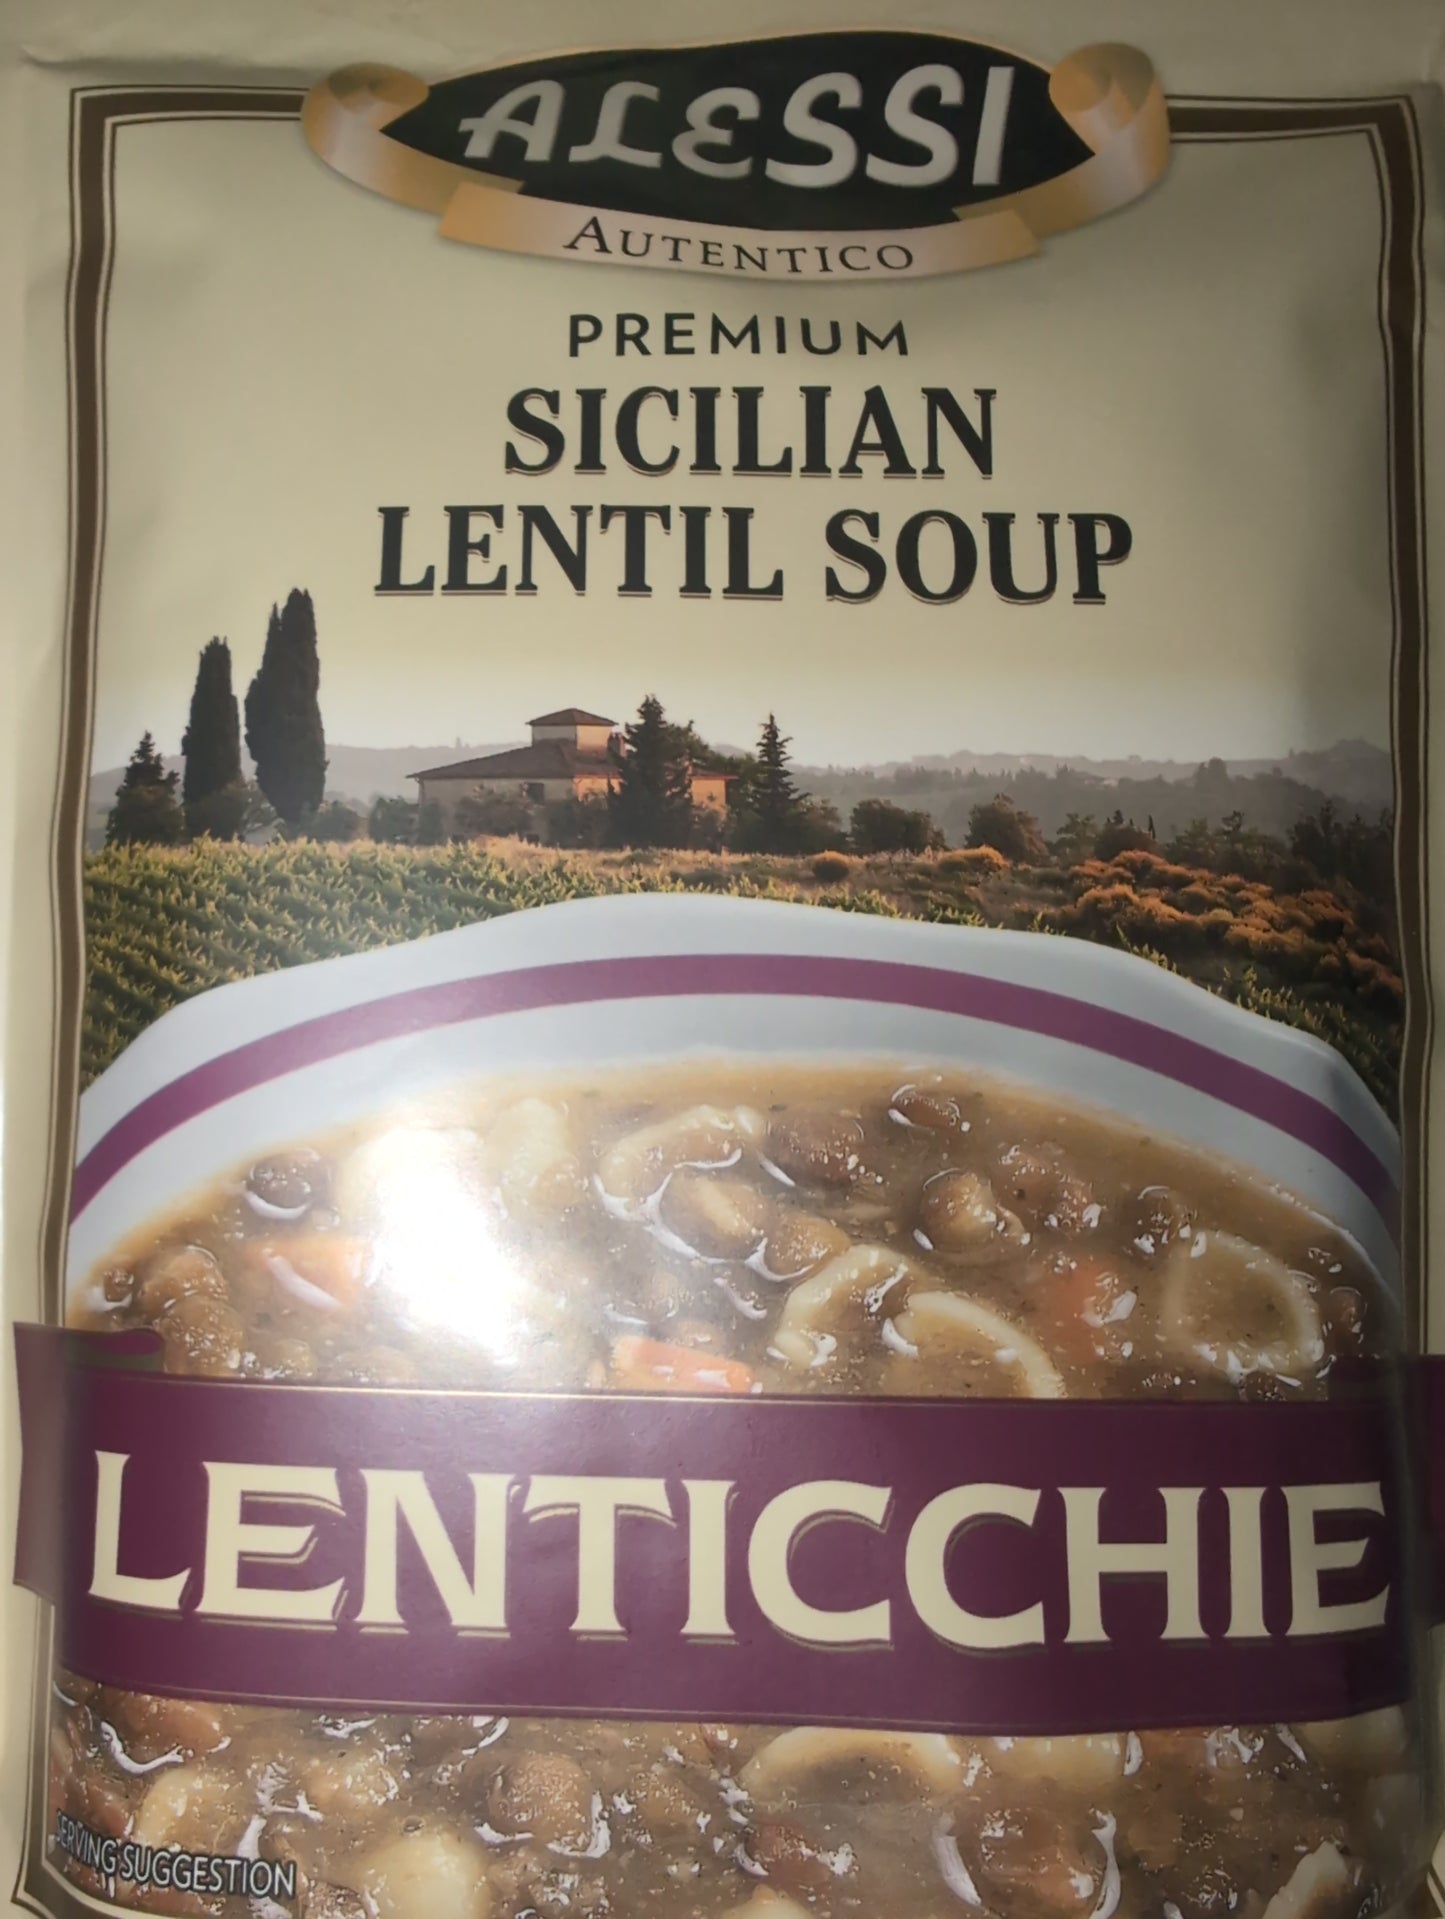 ALESSI
AUTENTICO
PREMIUM
SICILIAN
LENTIL SOUP
LENTICCHIE
SERVING SUGGESTION